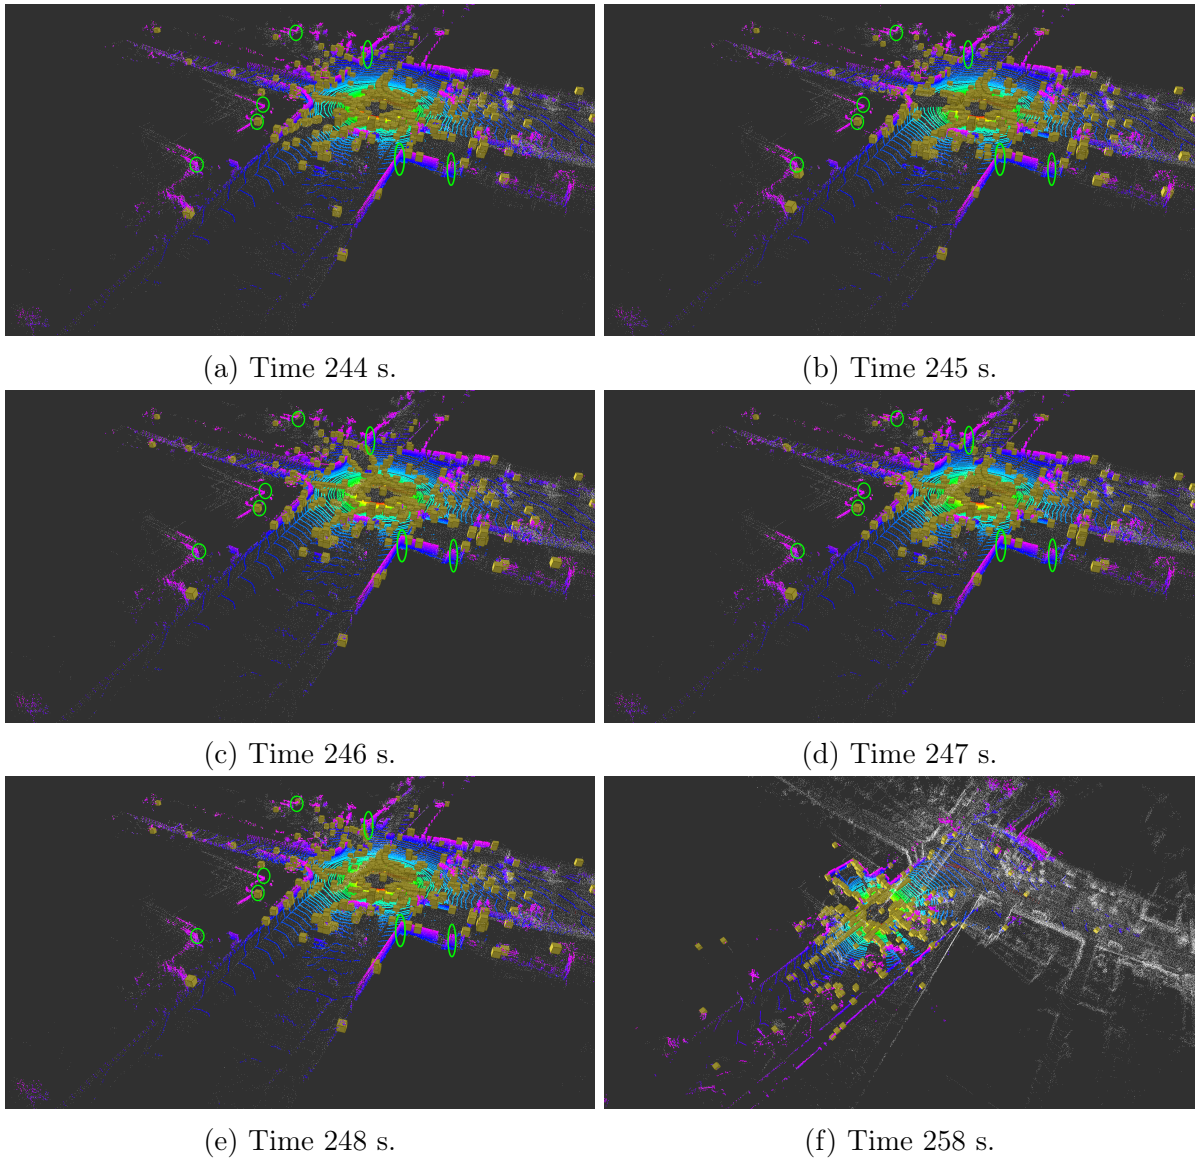 (a) Time 244 s.
(b) Time 245 s.
(c) Time 246 s.
(d) Time 247 s.
(e) Time 248 s.
(f) Time 258 s.